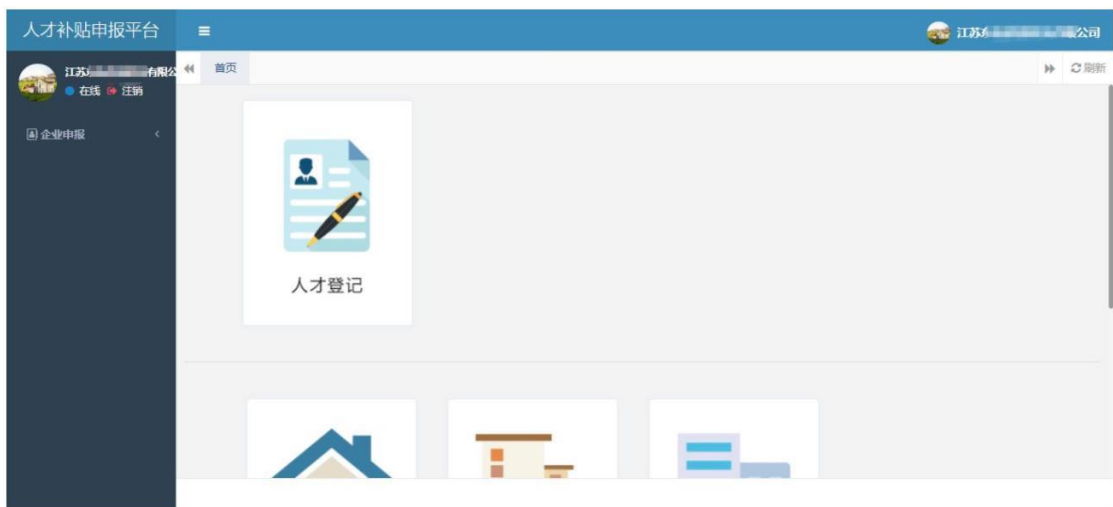 人才补贴申报平台
江苏
公司
江苏
有限公
在线 注销
首页
刷新
企业申报
人才登记